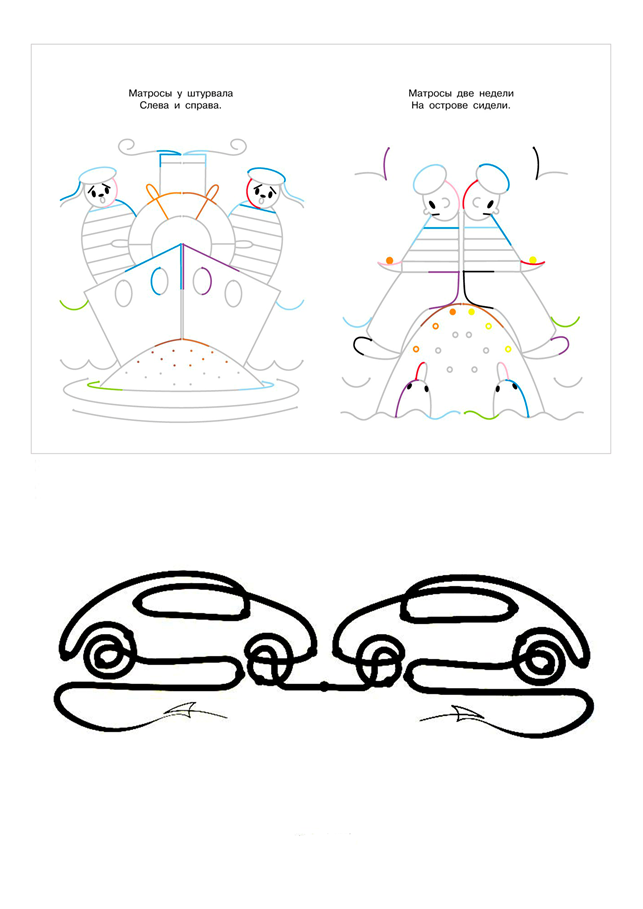 Матросы у штурвала
Слева и справа.
Матросы две недели
На острове сидели.